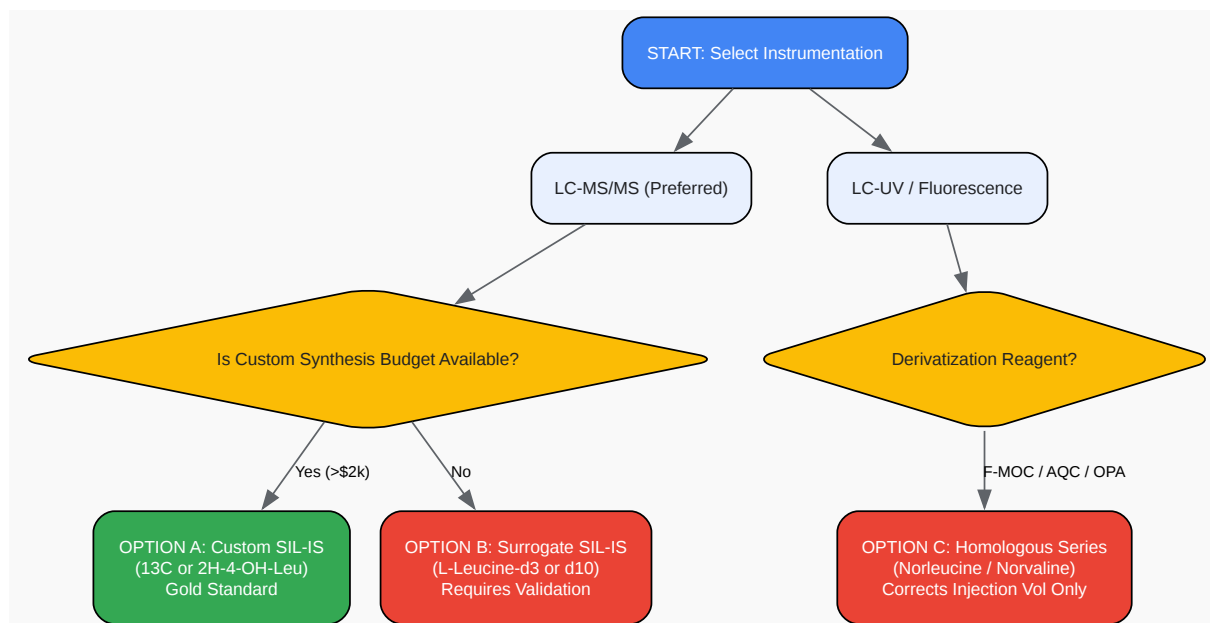 START: Select Instrumentation
LC-MS/MS (Preferred)
LC-UV / Fluorescence
Is Custom Synthesis Budget Available?
Derivatization Reagent?
Yes (>$2k)
No
F-MOC / AQC / OPA
OPTION A: Custom SIL-IS
(13C or 2H-4-OH-Leu)
Gold Standard
OPTION B: Surrogate SIL-IS
(L-Leucine-d3 or d10)
Requires Validation
OPTION C: Homologous Series
(Norleucine / Norvaline)
Corrects Injection Vol Only